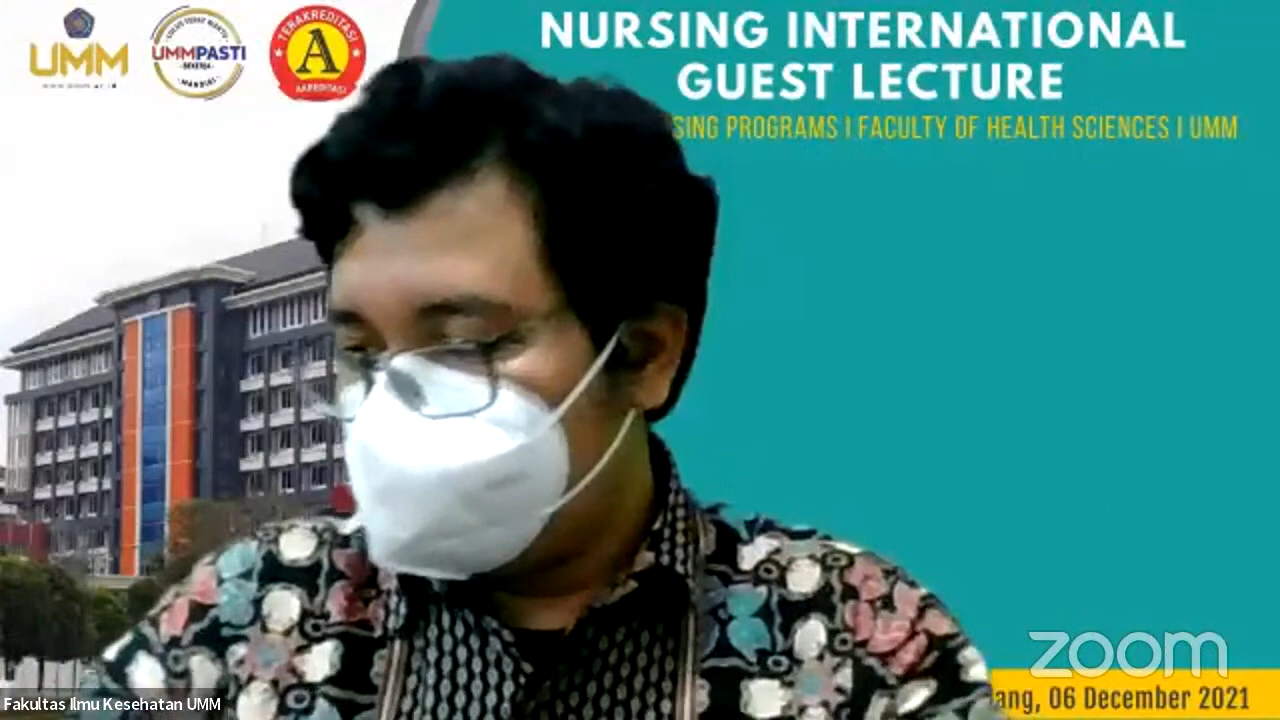 UMM
UMMPASTI
MANDIRI
TERAKREDITASI
A
NURSING INTERNATIONAL
GUEST LECTURE
SING PROGRAMS | FACULTY OF HEALTH SCIENCES | UMM
zoom
ang, 06 December 2021
Fakultas Ilmu Kesehatan UMM